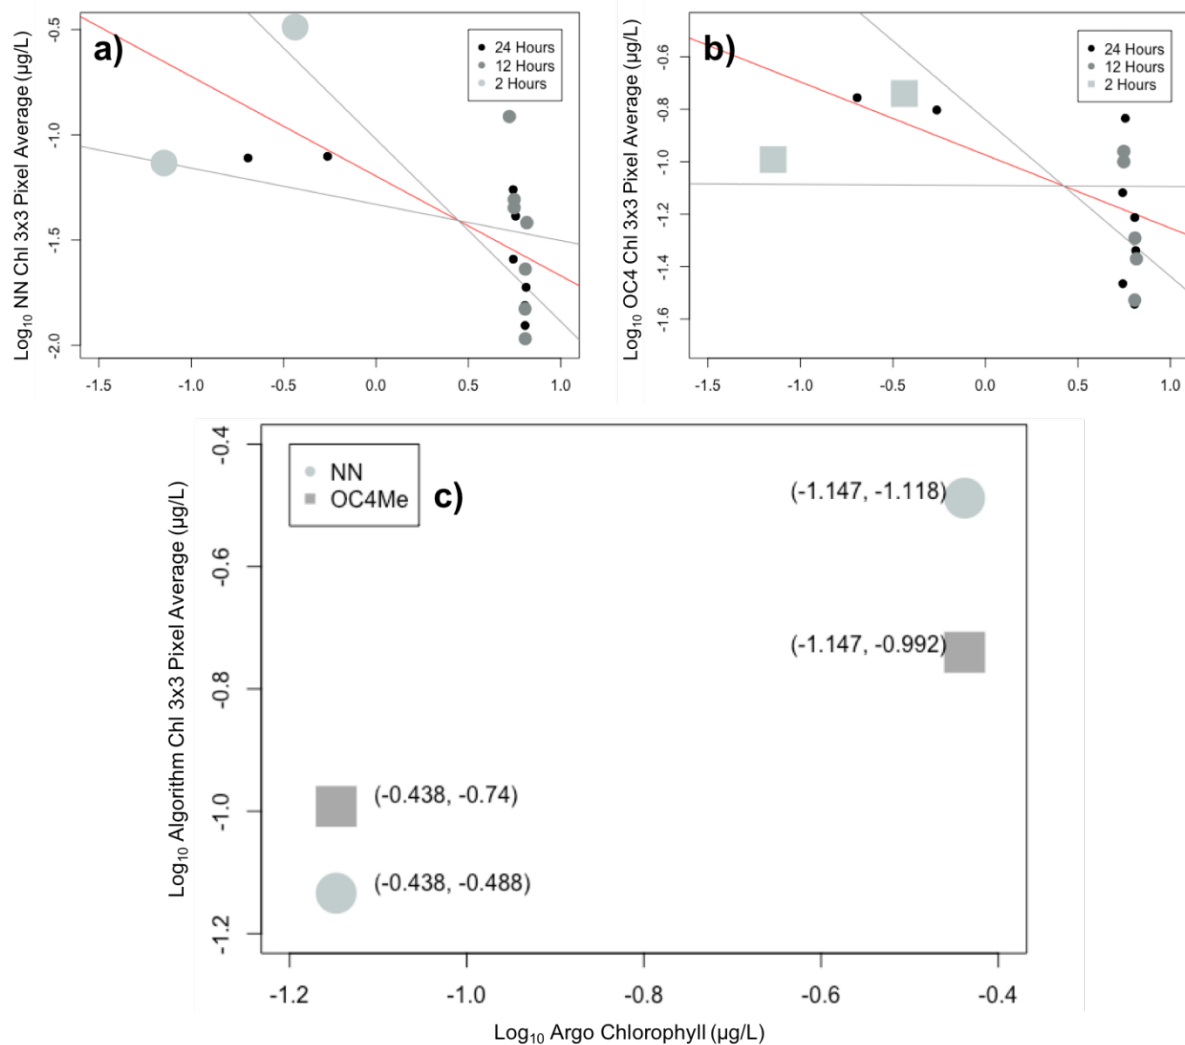 a)
24 Hours
12 Hours
2 Hours
Log10 NN Chl 3x3 Pixel Average (µg/L)
-0.5
-1.0
-1.5
-2.0
-1.5 -1.0 -0.5 0.0 0.5 1.0
b)
24 Hours
12 Hours
2 Hours
Log10 OC4 Chl 3x3 Pixel Average (µg/L)
-0.6
-0.8
-1.0
-1.2
-1.4
-1.6
-1.5 -1.0 -0.5 0.0 0.5 1.0
c)
NN
OC4Me
(-1.147, -1.118)
(-1.147, -0.992)
(-0.438, -0.74)
(-0.438, -0.488)
Log10 Algorithm Chl 3x3 Pixel Average (µg/L)
-0.4
-0.6
-0.8
-1.0
-1.2
-1.2 -1.0 -0.8 -0.6 -0.4
Log10 Argo Chlorophyll (µg/L)